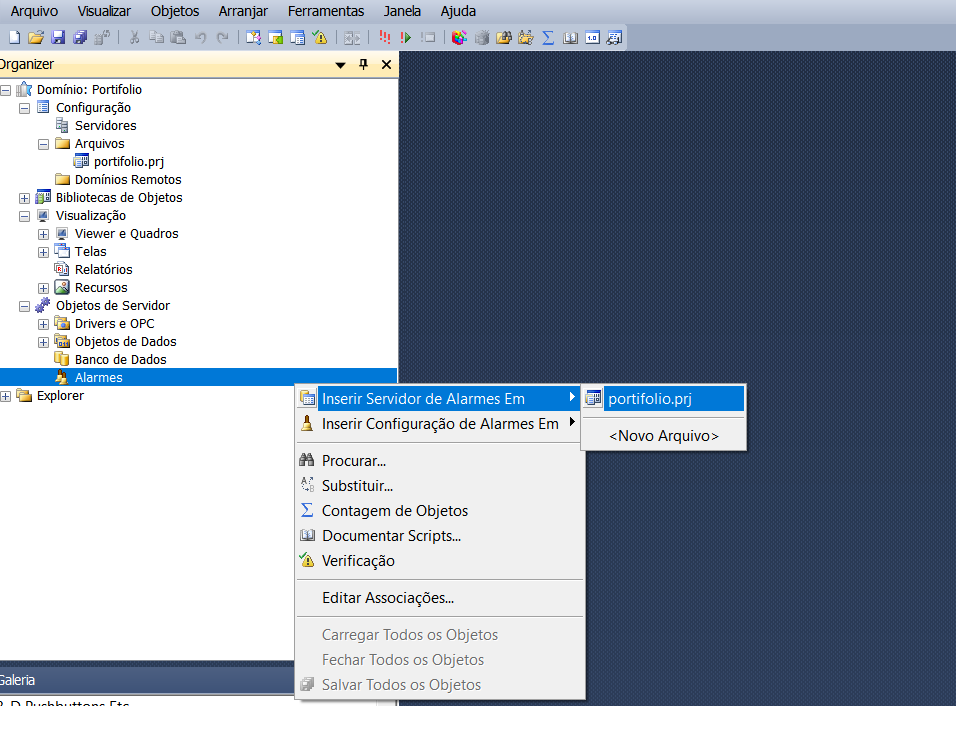 Arquivo Visualizar Objetos Arranjar Ferramentas Janela Ajuda
Organizer
Domínio: Portifolio
Configuração
Servidores
Arquivos
portifolio.prj
Domínios Remotos
Bibliotecas de Objetos
Visualização
Viewer e Quadros
Telas
Relatórios
Recursos
Objetos de Servidor
Drivers e OPC
Objetos de Dados
Banco de Dados
Alarmes
Explorer
Inserir Servidor de Alarmes Em
Inserir Configuração de Alarmes Em
Procurar...
Substituir...
Contagem de Objetos
Documentar Scripts...
Verificação
Editar Associações...
Carregar Todos os Objetos
Fechar Todos os Objetos
Salvar Todos os Objetos
portifolio.prj
<Novo Arquivo>
Galeria